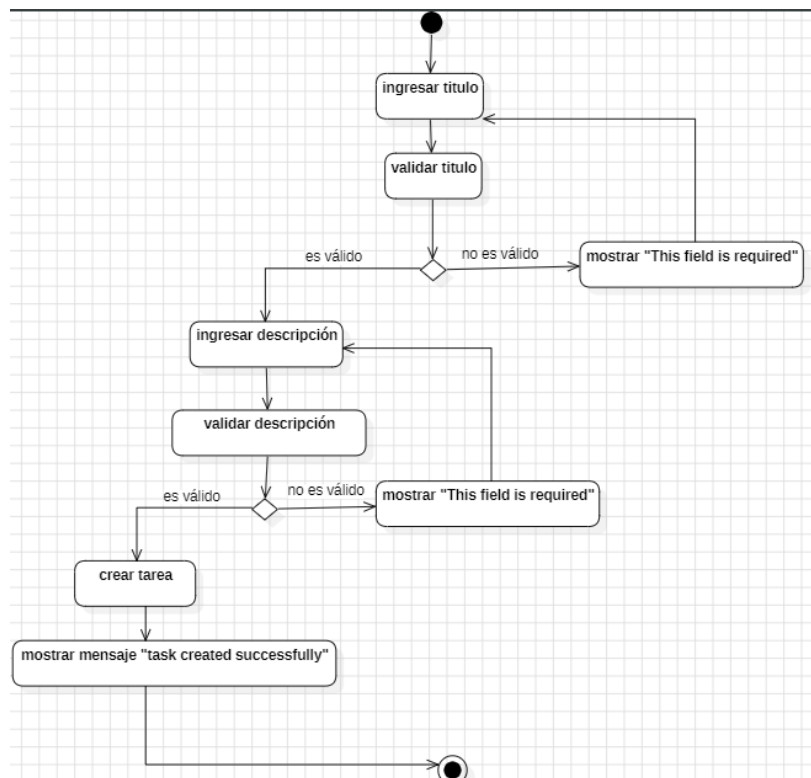 ingresar titulo
validar titulo
es válido
no es válido
mostrar "This field is required"
ingresar descripción
validar descripción
es válido
no es válido
mostrar "This field is required"
crear tarea
mostrar mensaje "task created successfully"